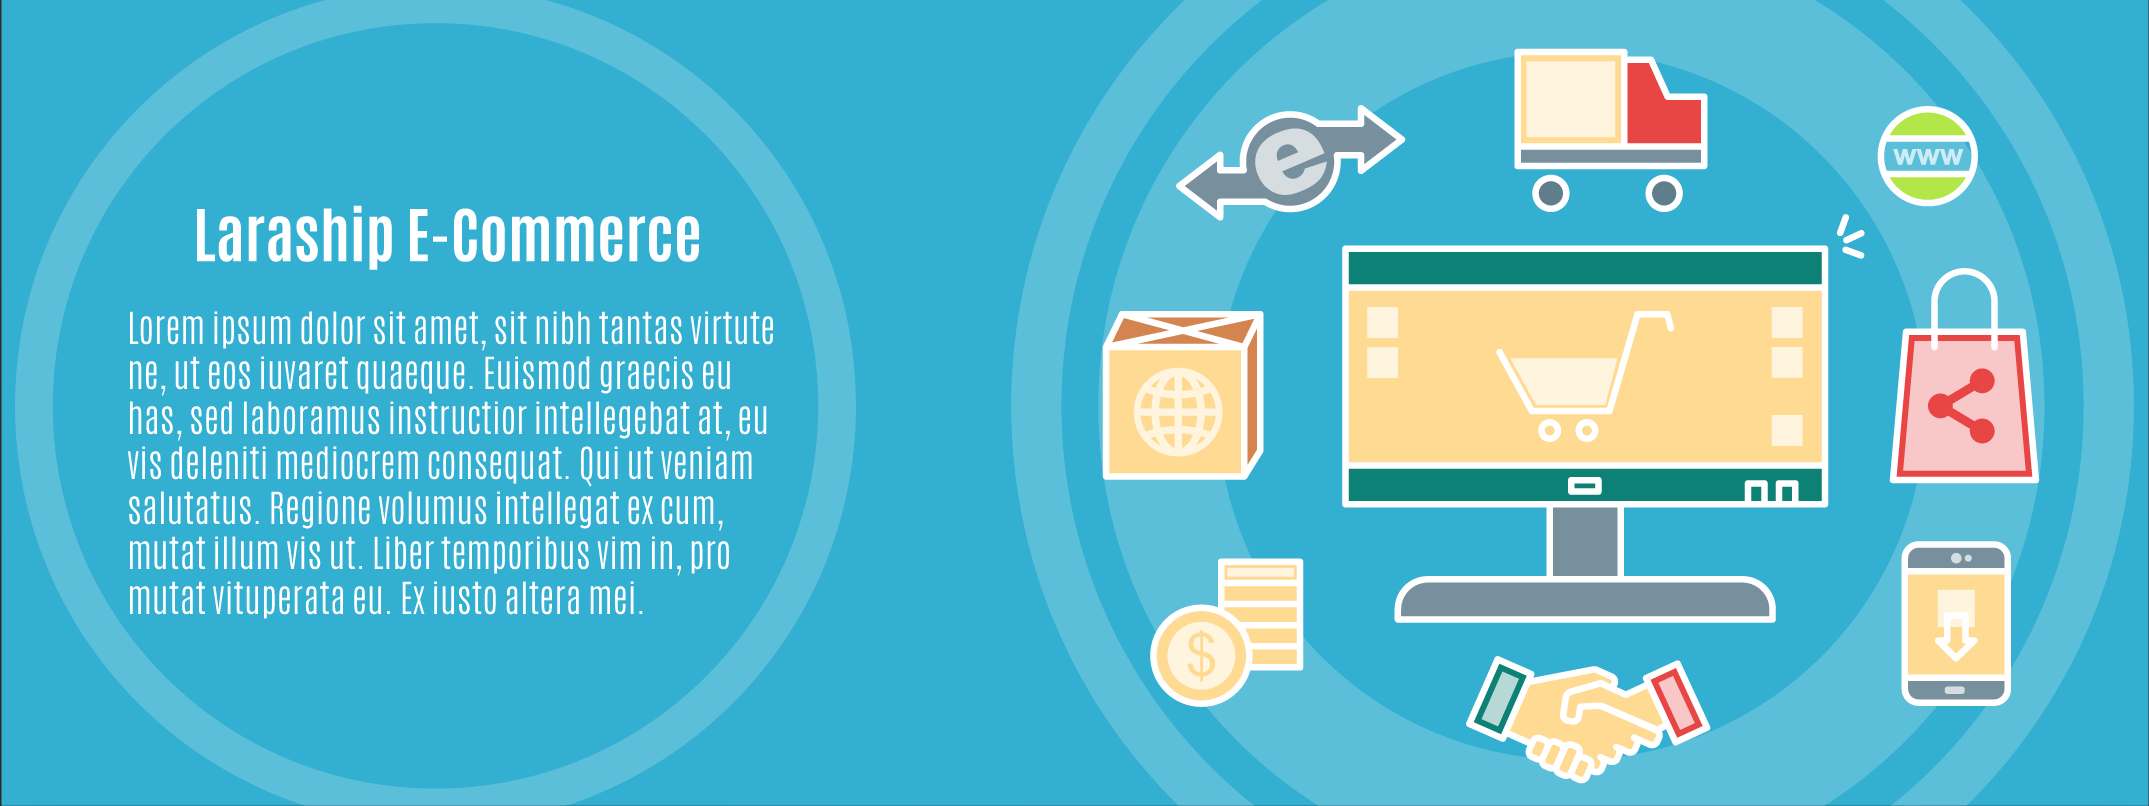 Laraship E-Commerce
Lorem ipsum dolor sit amet, sit nibh tantas virtute
ne, ut eos iuvaret quaeque. Euismod graecis eu
has, sed laboramus instructior intellegebat at, eu
vis deleniti mediocrem consequat. Qui ut veniam
salutatus. Regione volumus intellegat ex cum,
mutat illum vis ut. Liber temporibus vim in, pro
mutat vituperata eu. Ex iusto altera mei.
e
www
$